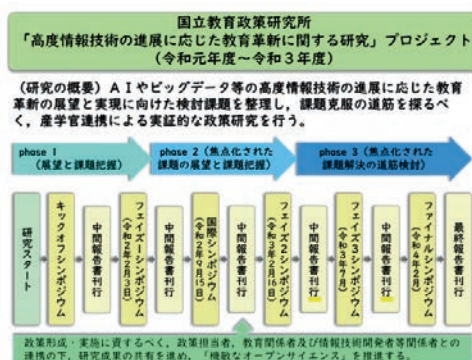 国立教育政策研究所
「高度情報技術の進展に応じた教育革新に関する研究」プロジェクト
(令和元年度~令和3年度)
(研究の概要)AIやビッグデータ等の高度情報技術の進展に応じた教育
革新の展望と実現に向けた検討課題を整理し,課題克服の道筋を探るべ
く,産学官連携による実証的な政策研究を行う。
phase 1
(展望と課題把握)
phase 2(焦点化された
課題の展望と課題把握)
phase 3(焦点化された
課題解決の道筋検討)
研究スタート
キックオフシンポジウム
中間報告書刊行
フェイズ1シンポジウム
(令和2年2月3日)
中間報告書刊行
国際シンポジウム
(令和2年9月15日)
中間報告書刊行
フェイズ2シンポジウム
(令和3年2月16日)
中間報告書刊行
フェイズ3シンポジウム
(令和3年9月)
中間報告書刊行
ファイナルシンポジウム
(令和4年2月)
最終報告書刊行
政策形成・実施に資するべく,政策担当者,教育関係者及び情報技術開発者等関係者との
連携の下,研究成果の共有を進め,「機敏なオープンサイエンス」を推進する。